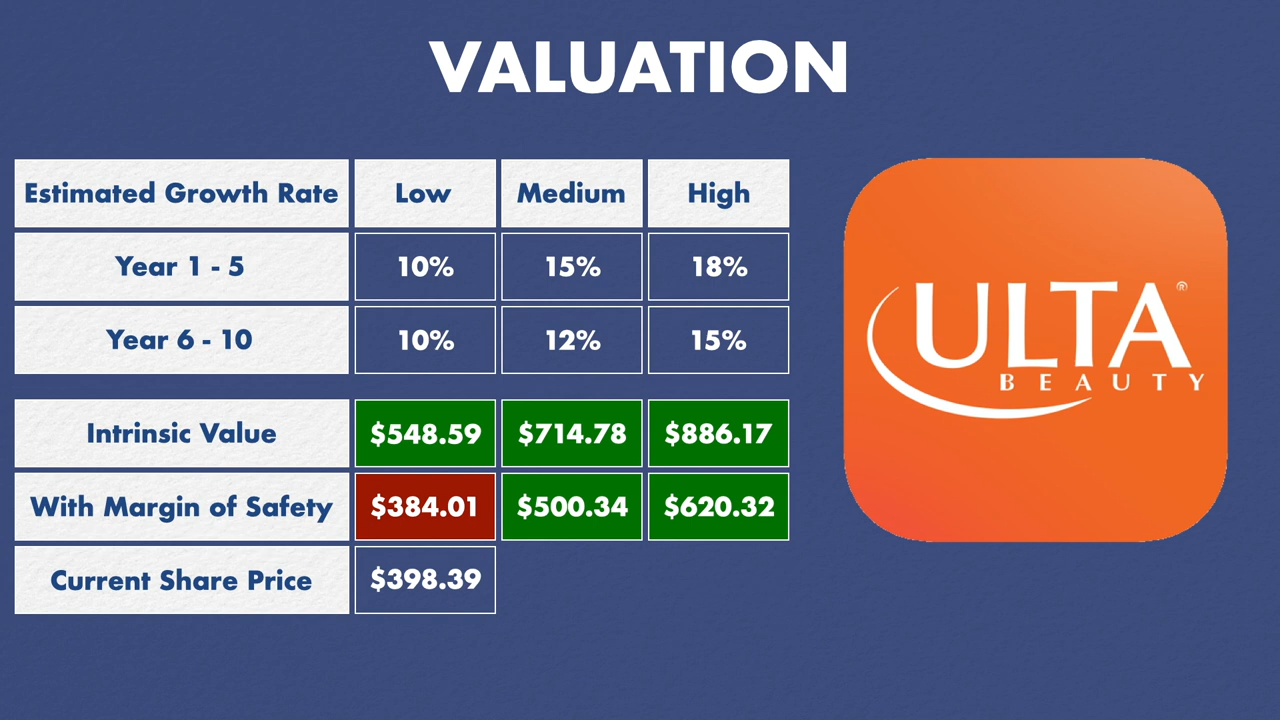 VALUATION
Estimated Growth Rate Low Medium High
Year 1 - 5 10% 15% 18%
Year 6 - 10 10% 12% 15%
Intrinsic Value $548.59 $714.78 $886.17
With Margin of Safety $384.01 $500.34 $620.32
Current Share Price $398.39
ULTA®
BEAUTY